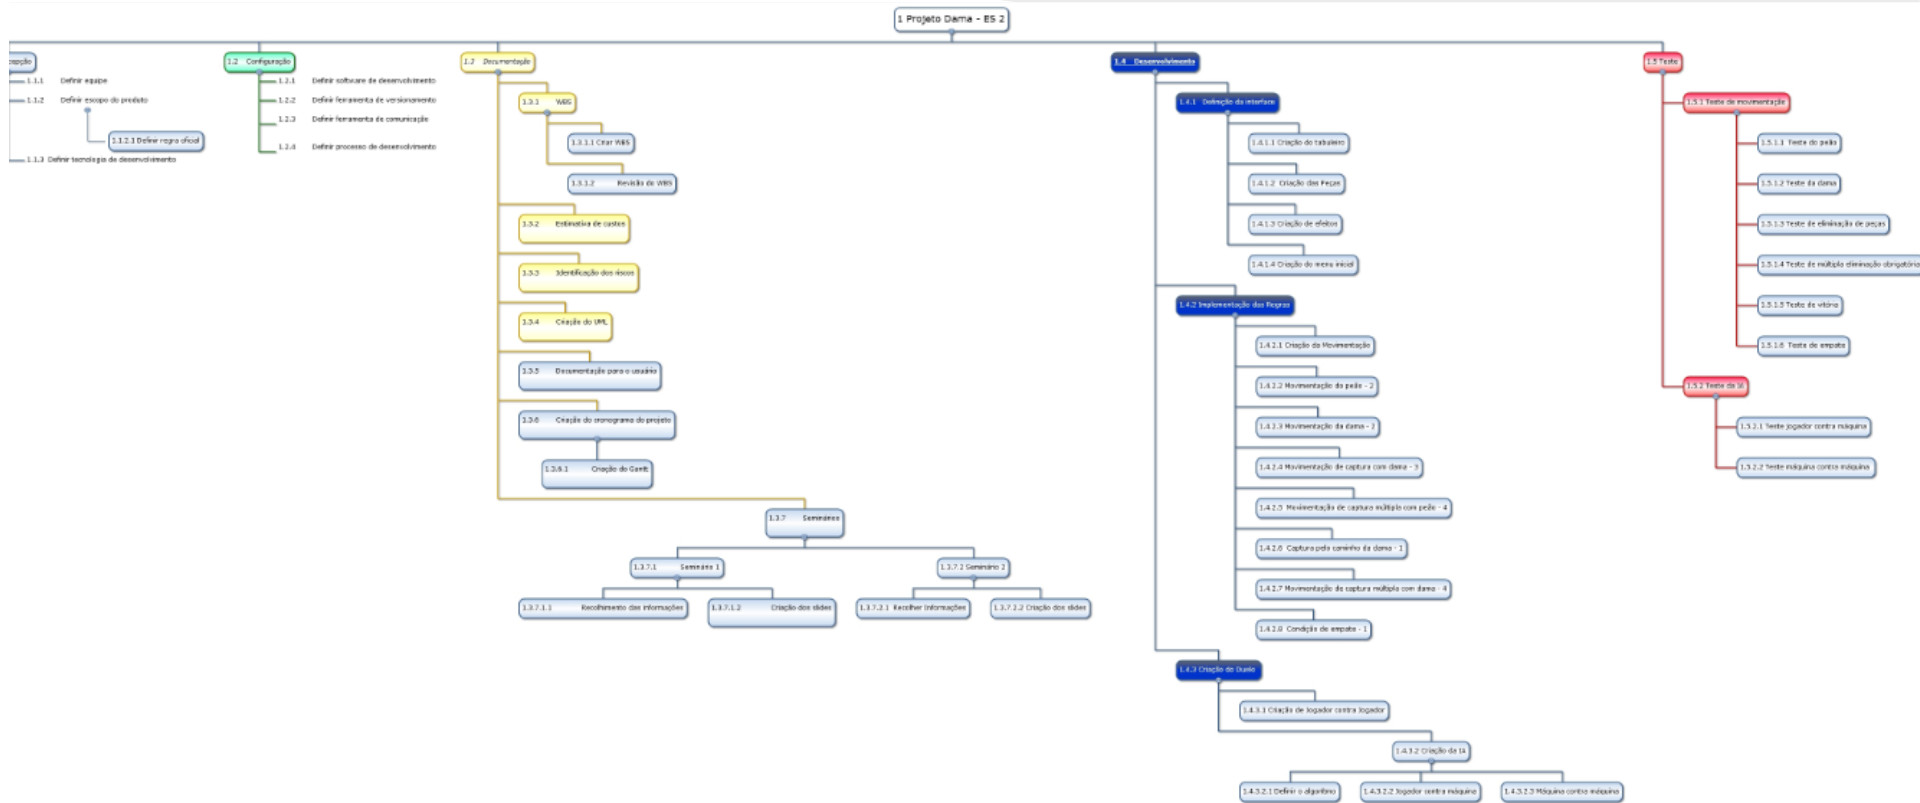 1 Projeto Dama - ES 2
1.2 Configuração
1.3 Documentação
1.4 Desenvolvimento
1.5 Teste
1.1.1 Definir equipe
1.1.2 Definir escopo do produto
1.1.2.1 Definir regra oficial
1.1.3 Definir tecnologia de desenvolvimento
1.2.1 Definir software de desenvolvimento
1.2.2 Definir ferramenta de versionamento
1.2.3 Definir ferramenta de comunicação
1.2.4 Definir processo de desenvolvimento
1.3.1 WBS
1.3.1.1 Criar WBS
1.3.1.2 Revisão do WBS
1.3.2 Estimativa de custos
1.3.3 Identificação dos riscos
1.3.4 Criação do UML
1.3.5 Documentação para o usuário
1.3.6 Criação do cronograma do projeto
1.3.6.1 Criação do Gantt
1.3.7 Seminários
1.3.7.1 Seminário 1
1.3.7.2 Seminário 2
1.3.7.1.1 Recolhimento das informações
1.3.7.1.2 Criação dos slides
1.3.7.2.1 Recolher Informações
1.3.7.2.2 Criação dos slides
1.4.1 Definição da interface
1.4.1.1 Criação do tabuleiro
1.4.1.2 Criação das Peças
1.4.1.3 Criação de efeitos
1.4.1.4 Criação do menu inicial
1.4.2 Implementação das Regras
1.4.2.1 Criação da Movimentação
1.4.2.2 Movimentação do peão - 2
1.4.2.3 Movimentação da dama - 2
1.4.2.4 Movimentação de captura com dama - 3
1.4.2.5 Movimentação de captura múltipla com peão - 4
1.4.2.6 Captura pelo caminho da dama - 1
1.4.2.7 Movimentação de captura múltipla com dama - 4
1.4.2.8 Condição de empate - 1
1.4.3 Criação de Duelo
1.4.3.1 Criação de Jogador contra Jogador
1.4.3.2 Criação da IA
1.4.3.2.1 Definir o algoritmo
1.4.3.2.2 Jogador contra máquina
1.4.3.2.3 Máquina contra máquina
1.5.1 Teste de movimentação
1.5.1.1 Teste do peão
1.5.1.2 Teste da dama
1.5.1.3 Teste de eliminação de peças
1.5.1.4 Teste de múltipla eliminação obrigatória
1.5.1.5 Teste de vitória
1.5.1.6 Teste de empate
1.5.2 Teste da IA
1.5.2.1 Teste jogador contra máquina
1.5.2.2 Teste máquina contra máquina